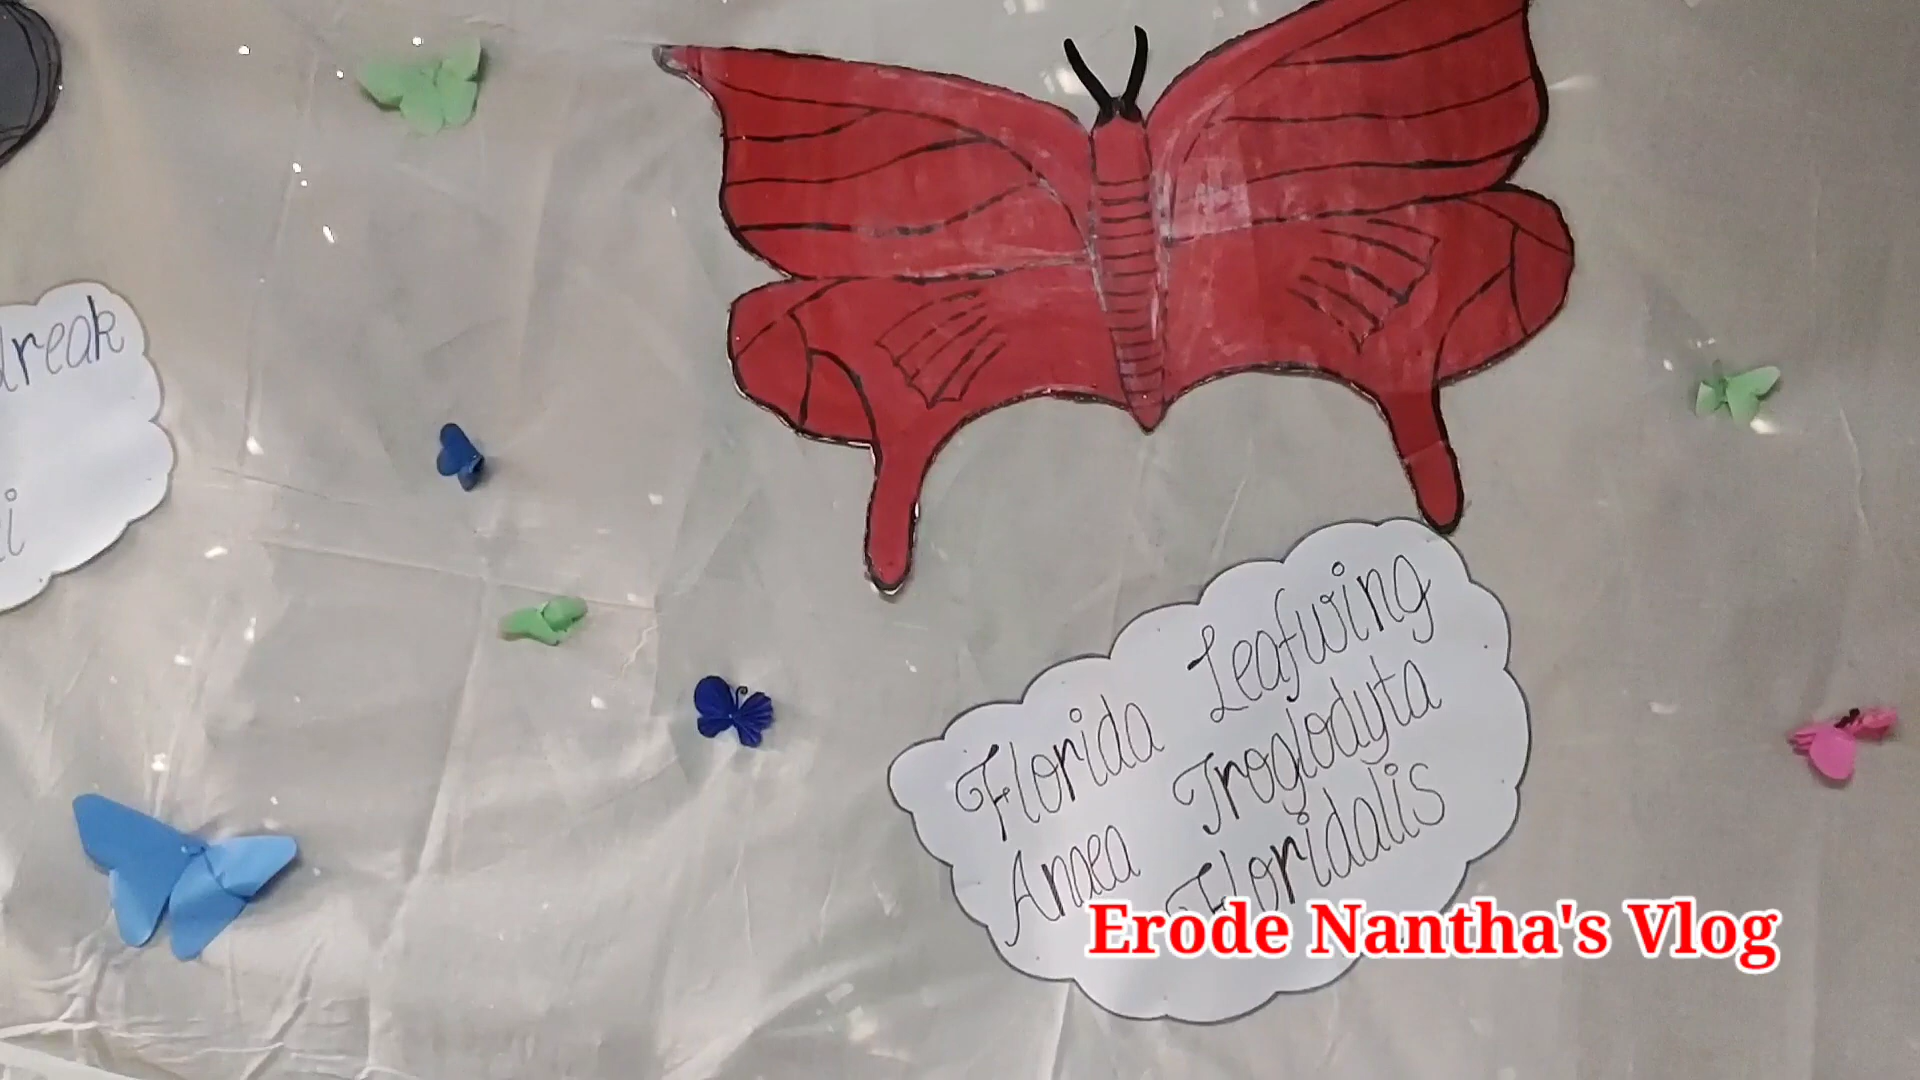 dreak
i
Florida Leafwing
Anaea Troglodyta
Floridalis
Erode Nantha's Vlog